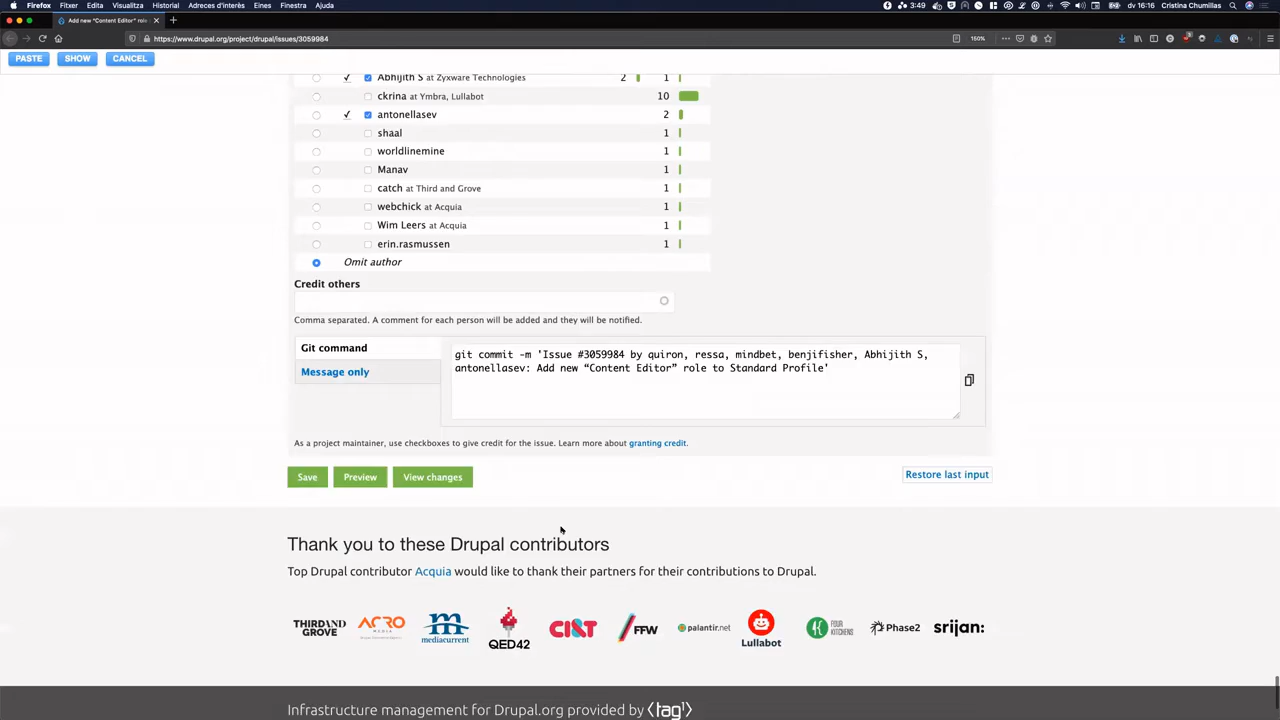 Firefox Fitxer Edita Visualitza Historial Adreces d'interès Eines Finestra Ajuda 3:49 100% dv 16:16 Cristina Chumillas
Add new "Content Editor" role
https://www.drupal.org/project/drupal/issues/3059984 150%
PASTE SHOW CANCEL
Abhijith S at Zyxware Technologies 2 1
ckrina at Ymbra, Lullabot 10
antonellasev 2
shaal 1
worldlinemine 1
Manav 1
catch at Third and Grove 1
webchick at Acquia 1
Wim Leers at Acquia 1
erin.rasmussen 1
Omit author
Credit others
Comma separated. A comment for each person will be added and they will be notified.
Git command
Message only
git commit -m 'Issue #3059984 by quiron, ressa, mindbet, benjifisher, Abhijith S,
antonellasev: Add new “Content Editor” role to Standard Profile'
As a project maintainer, use checkboxes to give credit for the issue. Learn more about granting credit.
Save Preview View changes Restore last input
Thank you to these Drupal contributors
Top Drupal contributor Acquia would like to thank their partners for their contributions to Drupal.
THIRD AND GROVE
ACRO MEDIA
mediacurrent
QED42
CI&T
FFW
palantir.net
Lullabot
FOUR KITCHENS
Phase2
srijan:
Infrastructure management for Drupal.org provided by tag1